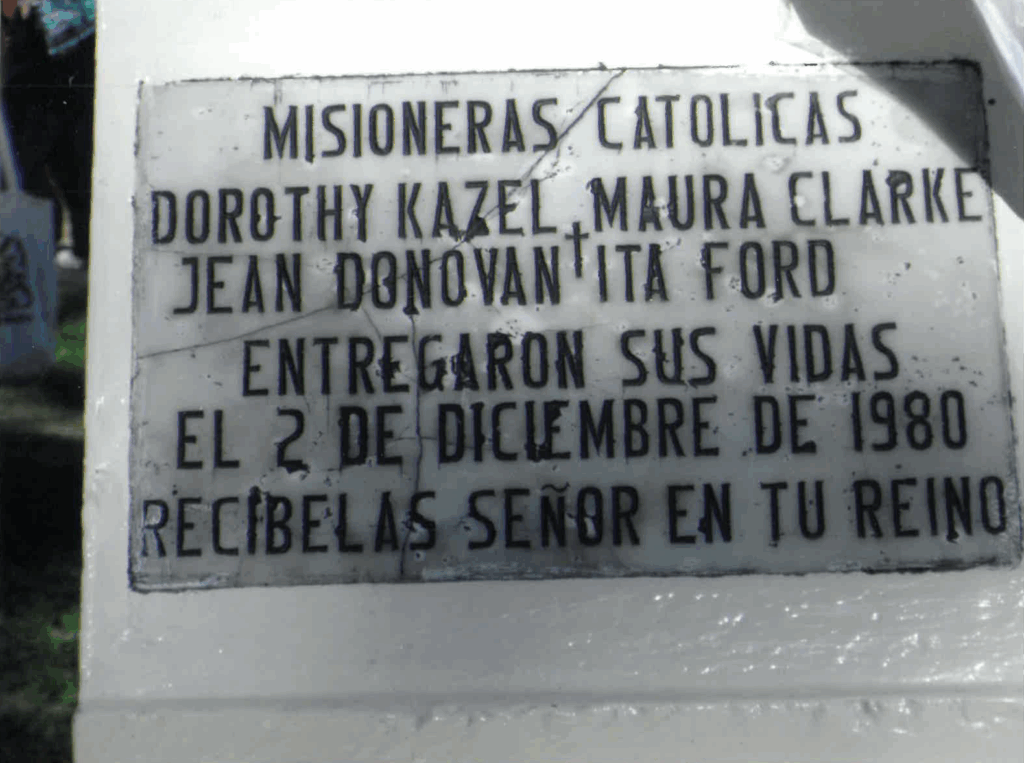 MISIONERAS CATOLICAS
DOROTHY KAZEL MAURA CLARKE
JEAN DONOVAN † ITA FORD
ENTREGARON SUS VIDAS
EL 2 DE DICIEMBRE DE 1980
RECIBELAS SEÑOR EN TU REINO